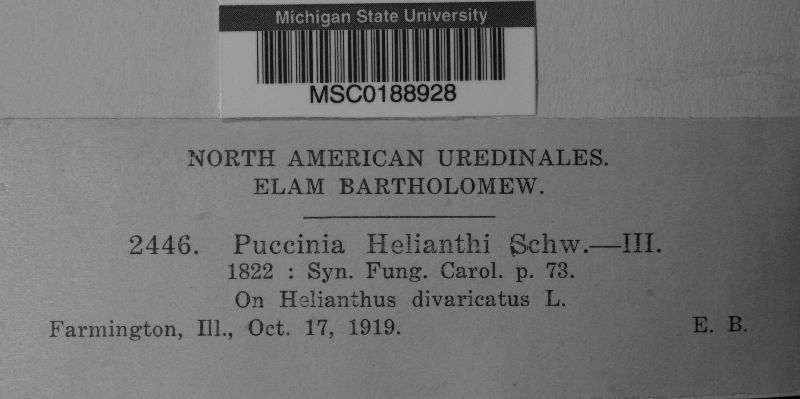 Michigan State University
MSC0188928
NORTH AMERICAN UREDINALES.
ELAM BARTHOLOMEW.
2446. Puccinia Helianthi Schw.—III.
1822 : Syn. Fung. Carol. p. 73.
On Helianthus divaricatus L.
Farmington, Ill., Oct. 17, 1919. E. B.